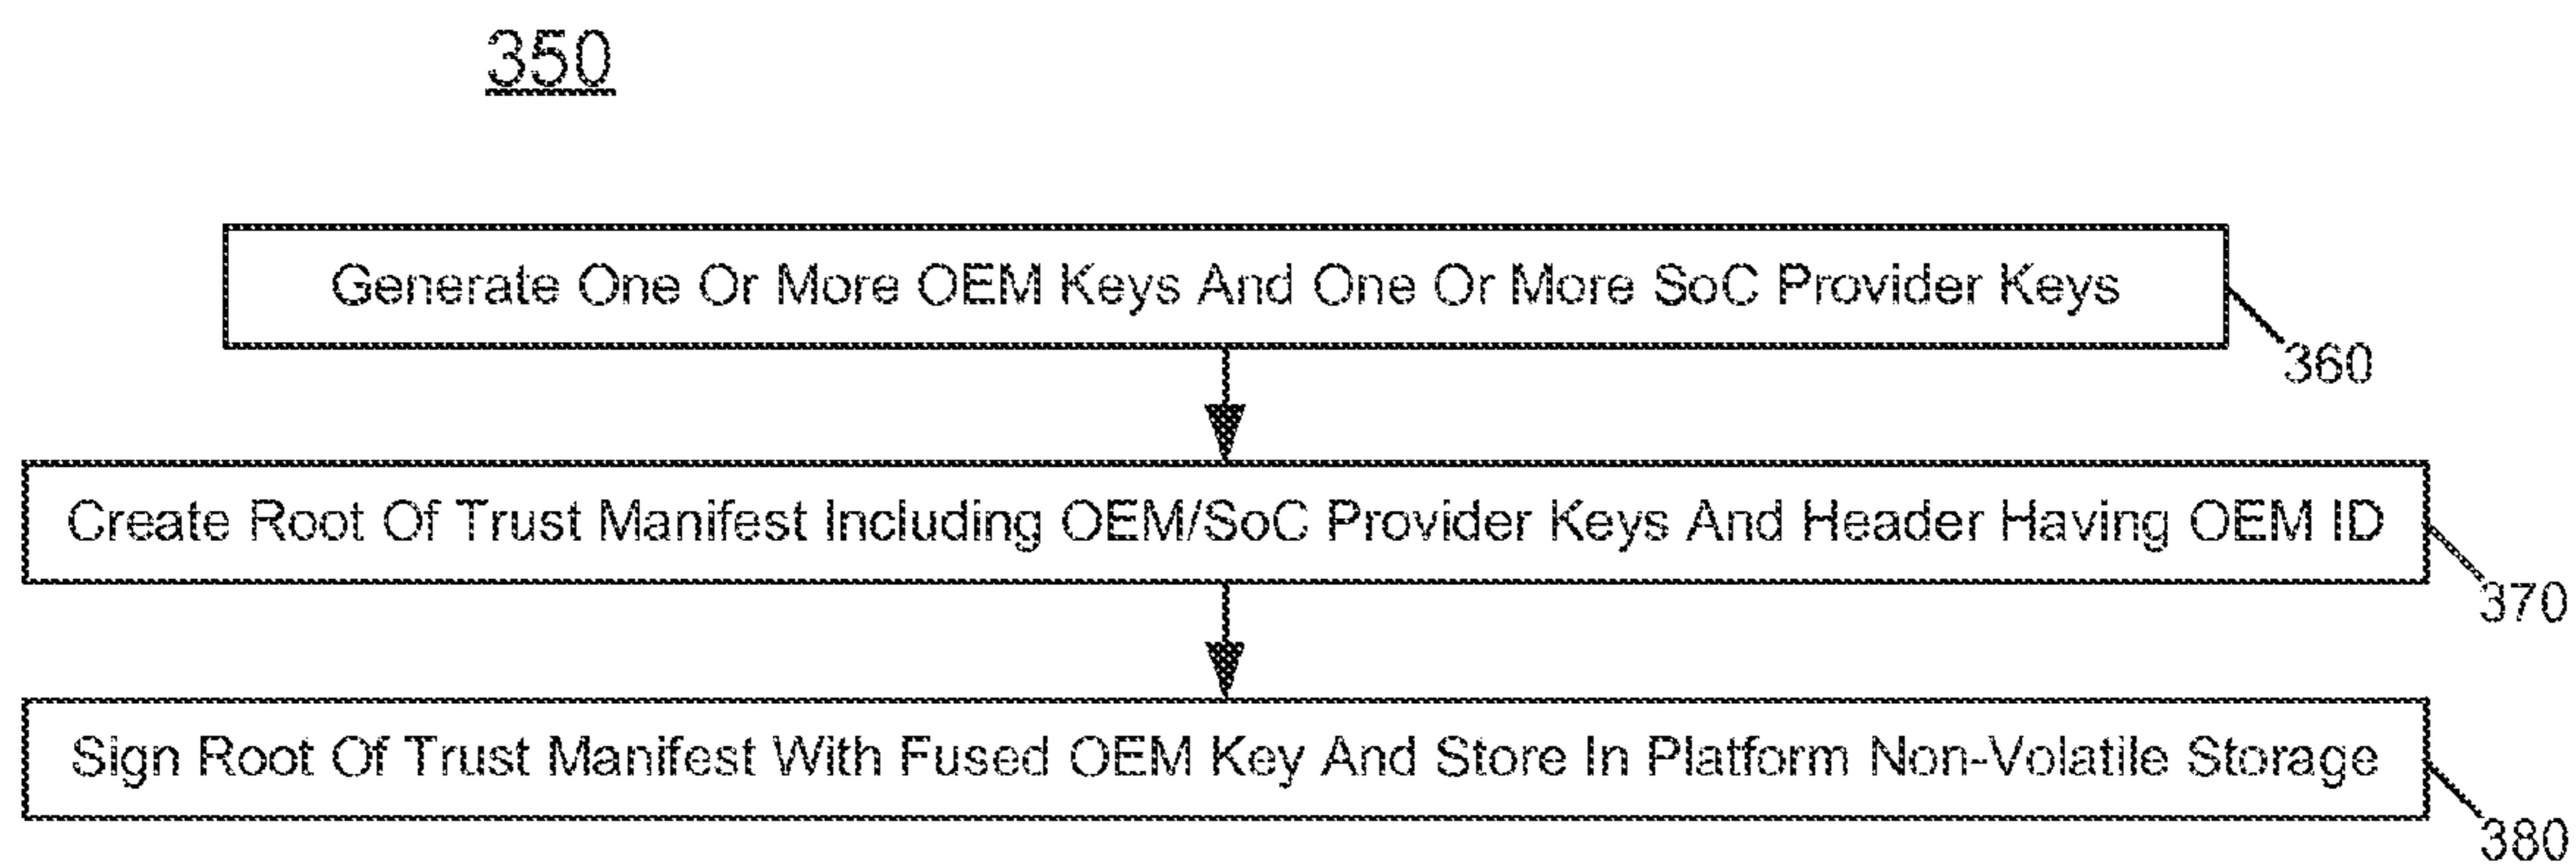 350
Generate One Or More OEM Keys And One Or More SoC Provider Keys
360
Create Root Of Trust Manifest Including OEM/SoC Provider Keys And Header Having OEM ID
370
Sign Root Of Trust Manifest With Fused OEM Key And Store In Platform Non-Volatile Storage
380